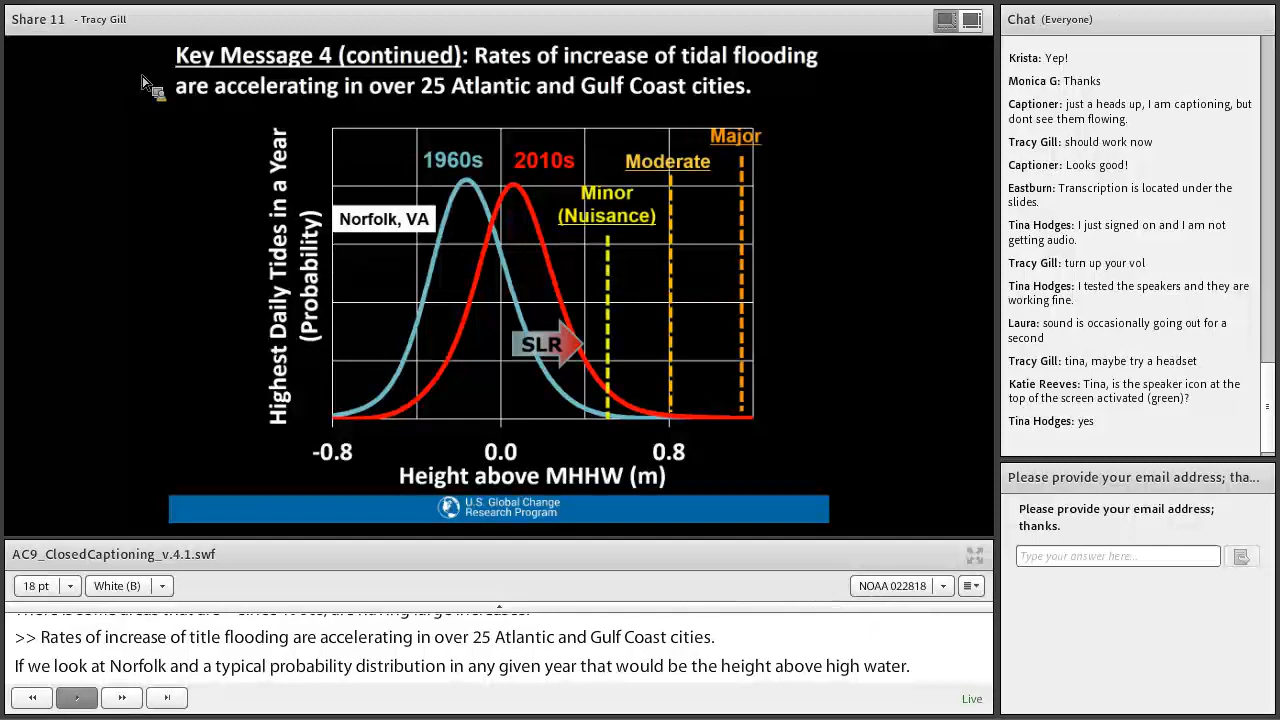 Share 11 - Tracy Gill
Key Message 4 (continued): Rates of increase of tidal flooding
are accelerating in over 25 Atlantic and Gulf Coast cities.
Highest Daily Tides in a Year
(Probability)
1960s
2010s
Major
Moderate
Minor
(Nuisance)
Norfolk, VA
SLR
-0.8
0.0
0.8
Height above MHHW (m)
U.S. Global Change
Research Program
AC9_ClosedCaptioning_v.4.1.swf
18 pt
White (B)
NOAA 022818
>> Rates of increase of title flooding are accelerating in over 25 Atlantic and Gulf Coast cities.
If we look at Norfolk and a typical probability distribution in any given year that would be the height above high water.
Live
Chat (Everyone)
Krista: Yep!
Monica G: Thanks
Captioner: just a heads up, I am captioning, but
dont see them flowing.
Tracy Gill: should work now
Captioner: Looks good!
Eastburn: Transcription is located under the
slides.
Tina Hodges: I just signed on and I am not
getting audio.
Tracy Gill: turn up your vol
Tina Hodges: I tested the speakers and they are
working fine.
Laura: sound is occasionally going out for a
second
Tracy Gill: tina, maybe try a headset
Katie Reeves: Tina, is the speaker icon at the
top of the screen activated (green)?
Tina Hodges: yes
Please provide your email address; tha...
Please provide your email address;
thanks.
Type your answer here...